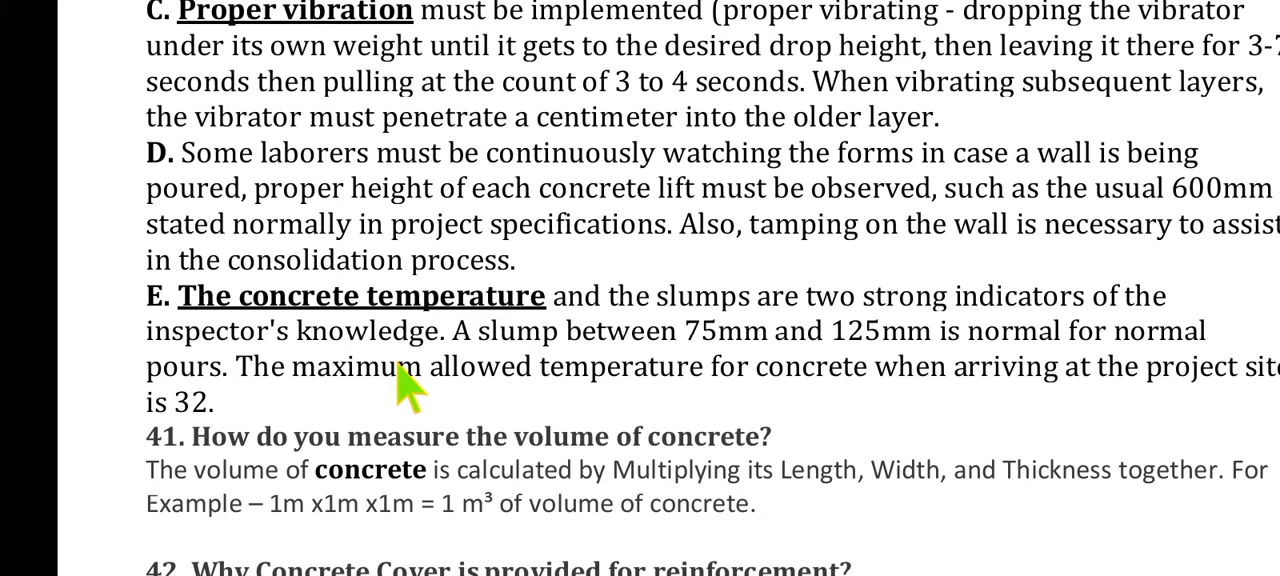 C. Proper vibration must be implemented (proper vibrating - dropping the vibrator
under its own weight until it gets to the desired drop height, then leaving it there for 3-7
seconds then pulling at the count of 3 to 4 seconds. When vibrating subsequent layers,
the vibrator must penetrate a centimeter into the older layer.
D. Some laborers must be continuously watching the forms in case a wall is being
poured, proper height of each concrete lift must be observed, such as the usual 600mm
stated normally in project specifications. Also, tamping on the wall is necessary to assist
in the consolidation process.
E. The concrete temperature and the slumps are two strong indicators of the
inspector's knowledge. A slump between 75mm and 125mm is normal for normal
pours. The maximum allowed temperature for concrete when arriving at the project site
is 32.
41. How do you measure the volume of concrete?
The volume of concrete is calculated by Multiplying its Length, Width, and Thickness together. For
Example – 1m x1m x1m = 1 m³ of volume of concrete.
42. Why Concrete Cover is provided for reinforcement?